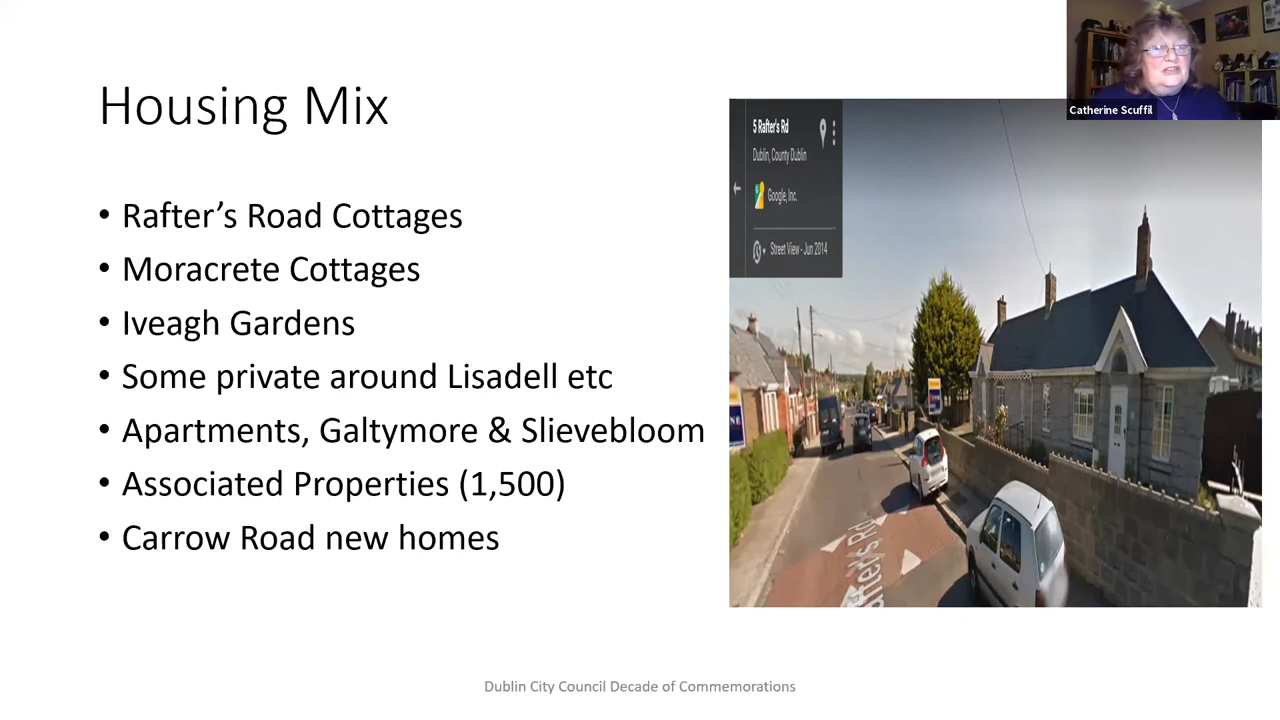 Housing Mix
Catherine Scuffil
5 Rafter's Rd
Dublin, County Dublin
Google, Inc.
Street View - Jun 2014
• Rafter’s Road Cottages
• Moracrete Cottages
• Iveagh Gardens
• Some private around Lisadell etc
• Apartments, Galtymore & Slievebloom
• Associated Properties (1,500)
• Carrow Road new homes
Dublin City Council Decade of Commemorations